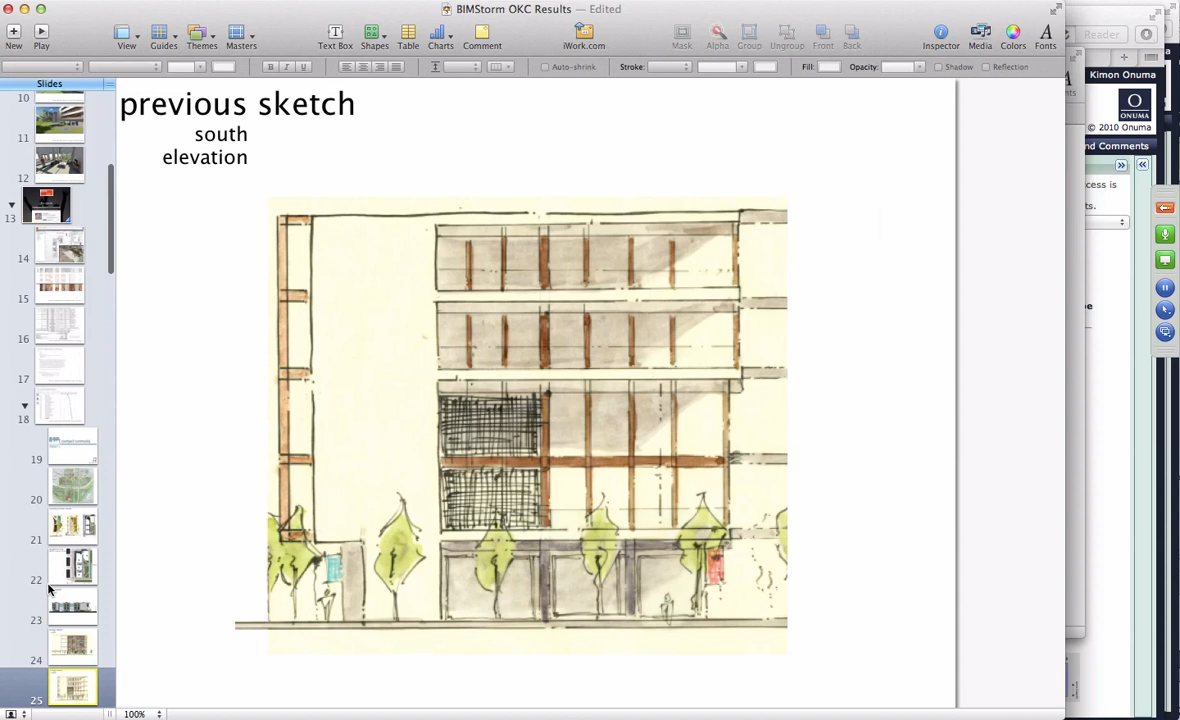 BIMStorm OKC Results — Edited
New
Play
View
Guides
Themes
Masters
Text Box
Shapes
Table
Charts
Comment
iWork.com
Mask
Alpha
Group
Ungroup
Front
Back
Inspector
Media
Colors
Fonts
Reader
B I U
Auto-shrink
Stroke:
Fill:
Opacity:
Shadow
Reflection
Slides
10
11
12
13
14
15
16
17
18
19
20
21
22
23
24
25
previous sketch
south
elevation
100%
Kimon Onuma
ONUMA
© 2010 Onuma
nd Comments
ccess is
ts.